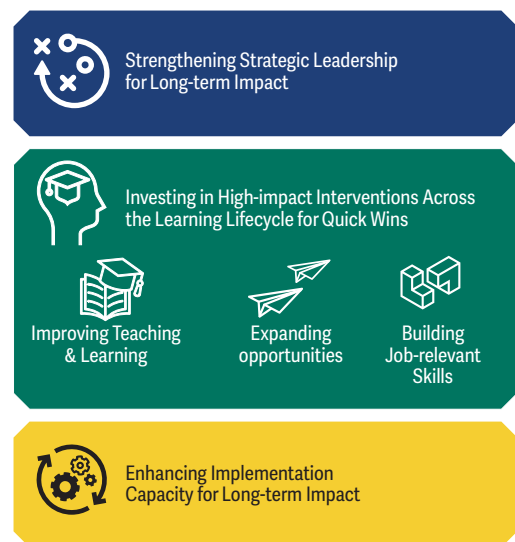 Strengthening Strategic Leadership
for Long-term Impact
Investing in High-impact Interventions Across
the Learning Lifecycle for Quick Wins
Improving Teaching
& Learning
Expanding
opportunities
Building
Job-relevant
Skills
Enhancing Implementation
Capacity for Long-term Impact